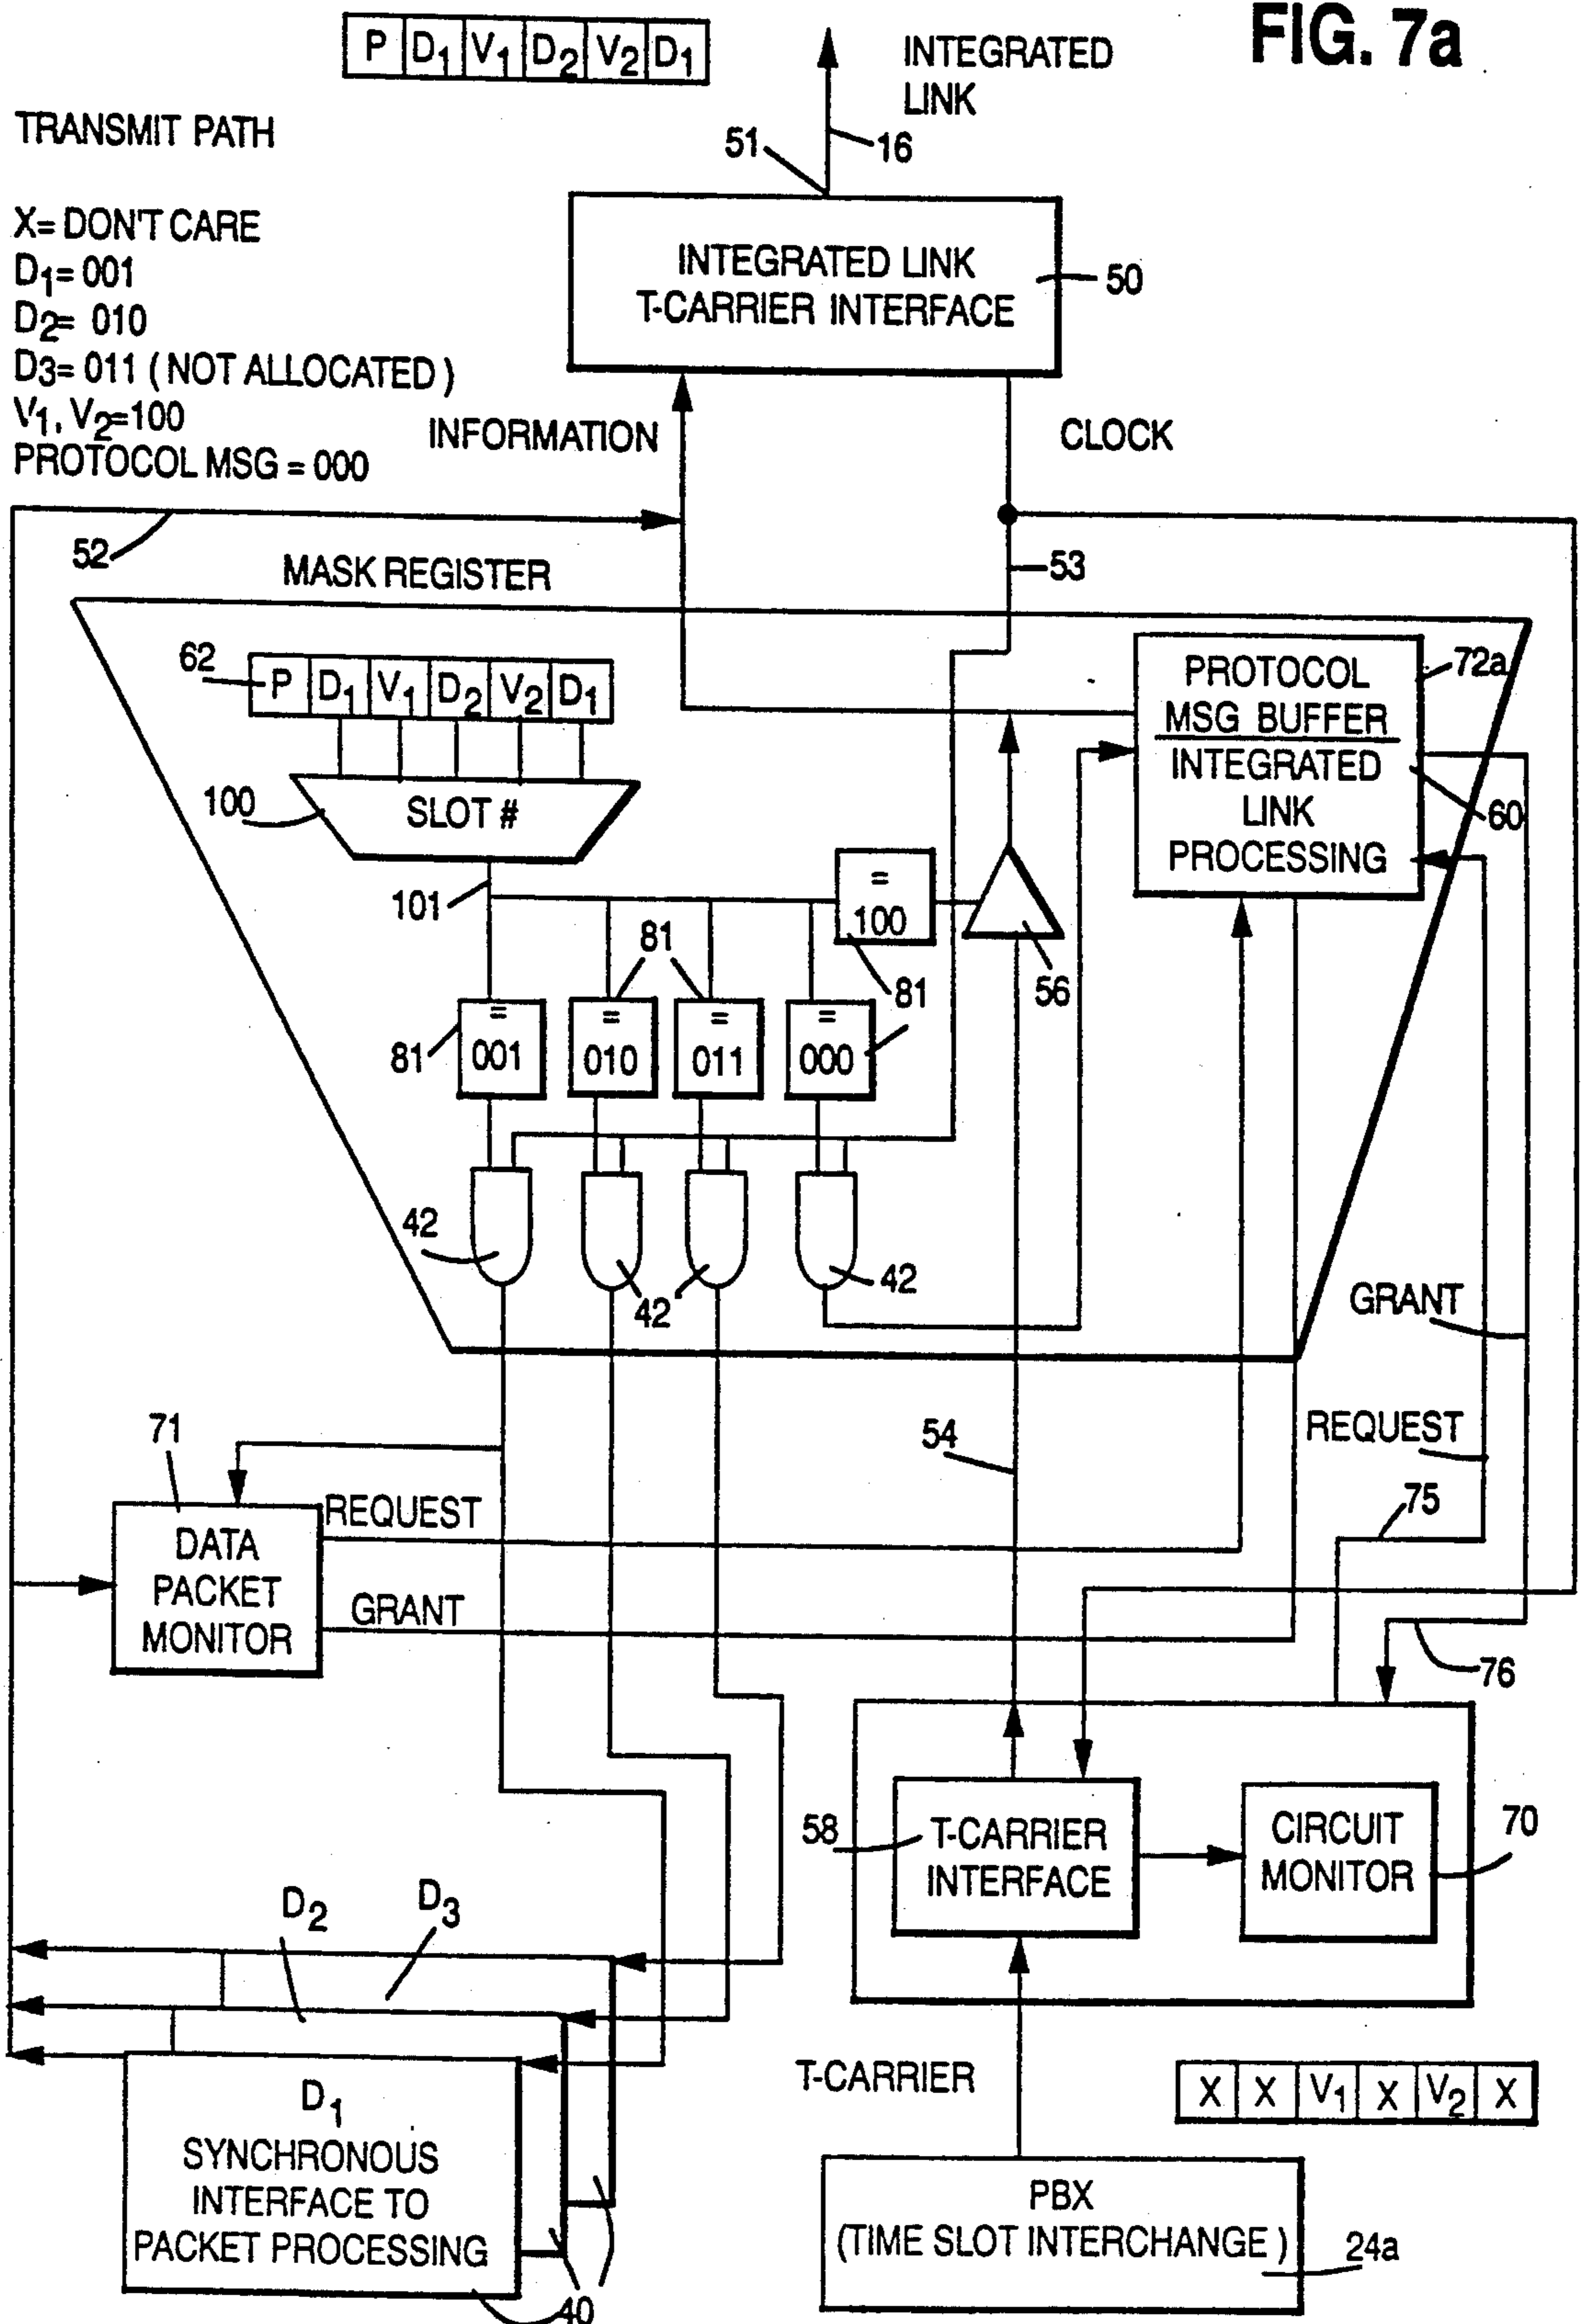 FIG. 7a
P D1 V1 D2 V2 D1
INTEGRATED
LINK
TRANSMIT PATH
51
16
X= DON'T CARE
D1= 001
D2= 010
D3= 011 ( NOT ALLOCATED )
V1, V2=100
PROTOCOL MSG = 000
INTEGRATED LINK
T-CARRIER INTERFACE
50
INFORMATION
CLOCK
52
53
MASK REGISTER
62
P D1 V1 D2 V2 D1
PROTOCOL
MSG BUFFER
INTEGRATED
LINK
PROCESSING
72a
60
100
SLOT #
101
=
100
81
81
56
81
=
001
=
010
=
011
=
000
81
42
42
42
GRANT
REQUEST
71
54
75
REQUEST
DATA
PACKET
MONITOR
GRANT
76
58
T-CARRIER
INTERFACE
CIRCUIT
MONITOR
70
D2
D3
T-CARRIER
X X V1 X V2 X
D1
SYNCHRONOUS
INTERFACE TO
PACKET PROCESSING
40
PBX
(TIME SLOT INTERCHANGE )
24a